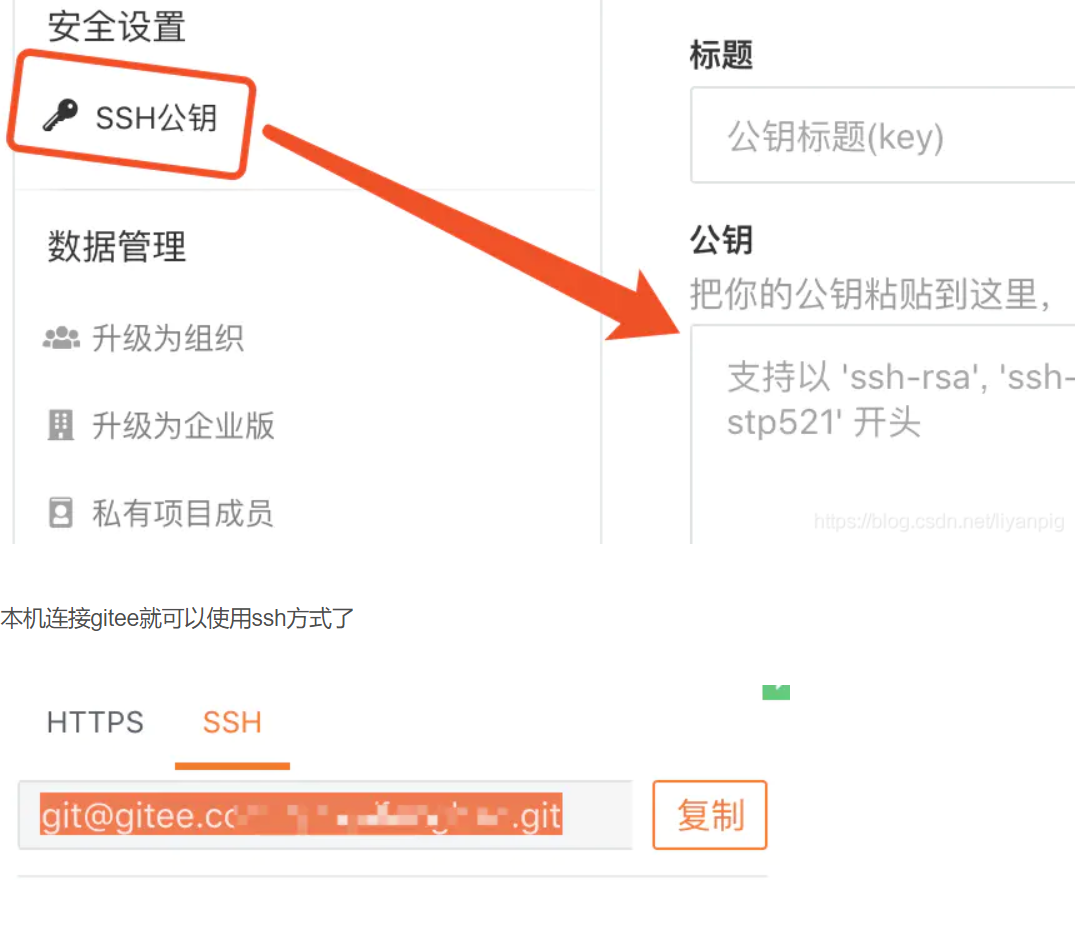 安全设置
SSH公钥
数据管理
升级为组织
升级为企业版
私有项目成员
标题
公钥标题(key)
公钥
把你的公钥粘贴到这里，
支持以 'ssh-rsa', 'ssh-
stp521' 开头
https://blog.csdn.net/liyanpig
本机连接gitee就可以使用ssh方式了
HTTPS
SSH
git@gitee.co .git
复制